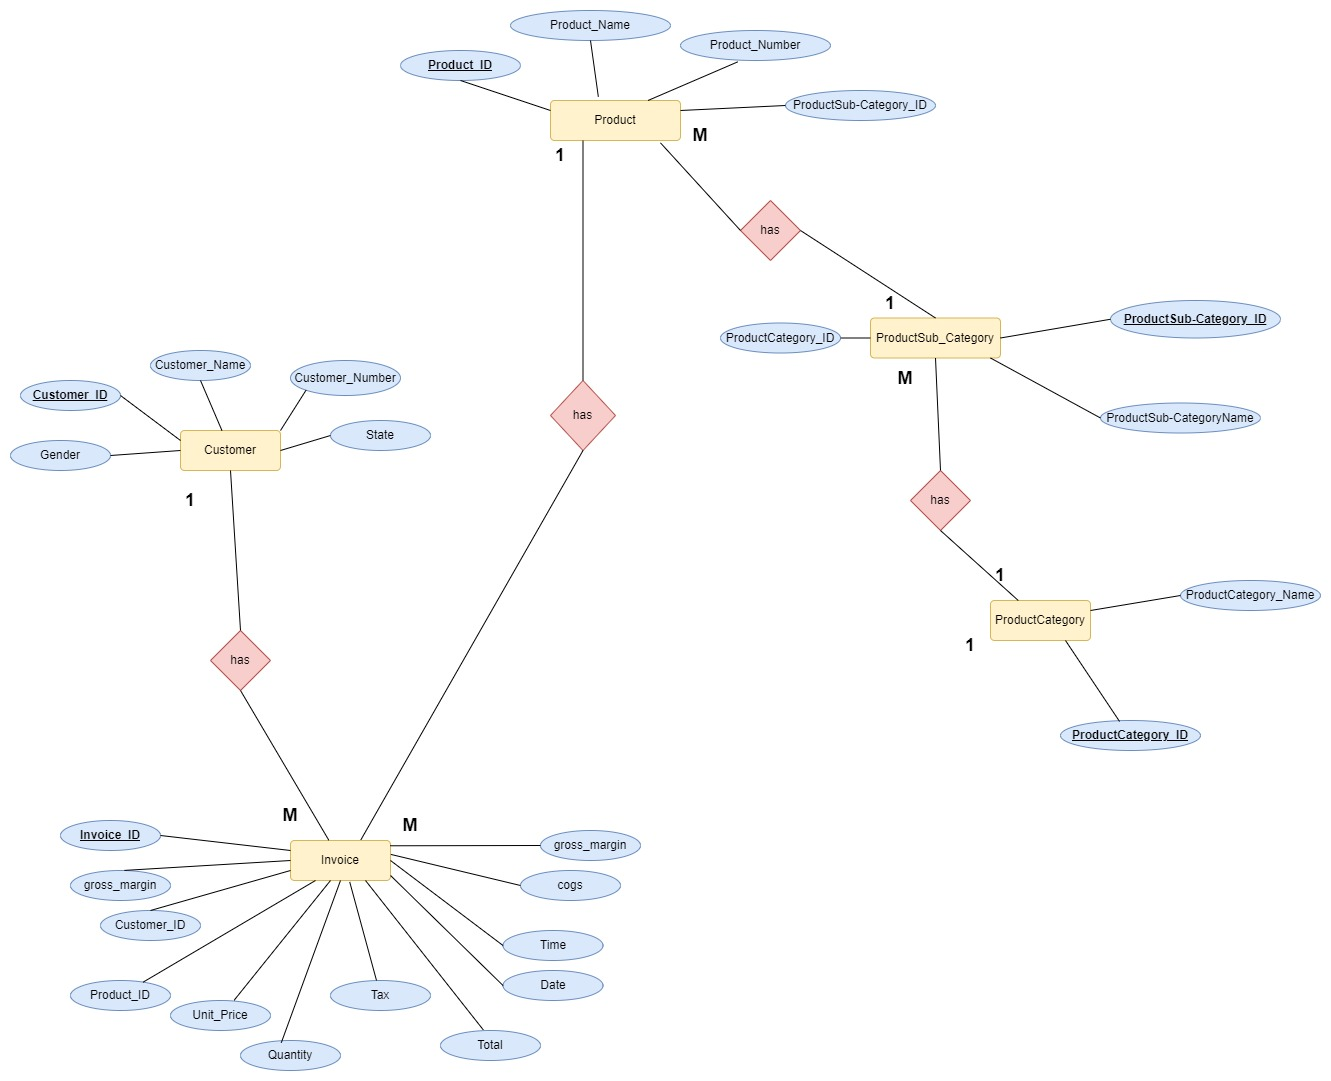 Product_Name
Product_Number
Product_ID
ProductSub-Category_ID
Product
M
1
has
1
ProductSub-Category_ID
ProductCategory_ID
ProductSub_Category
M
ProductSub-CategoryName
Customer_Name
Customer_Number
Customer_ID
State
Gender
Customer
1
has
has
1
ProductCategory_Name
ProductCategory
1
ProductCategory_ID
has
M
M
Invoice_ID
Invoice
gross_margin
gross_margin
cogs
Customer_ID
Time
Date
Product_ID
Tax
Unit_Price
Total
Quantity